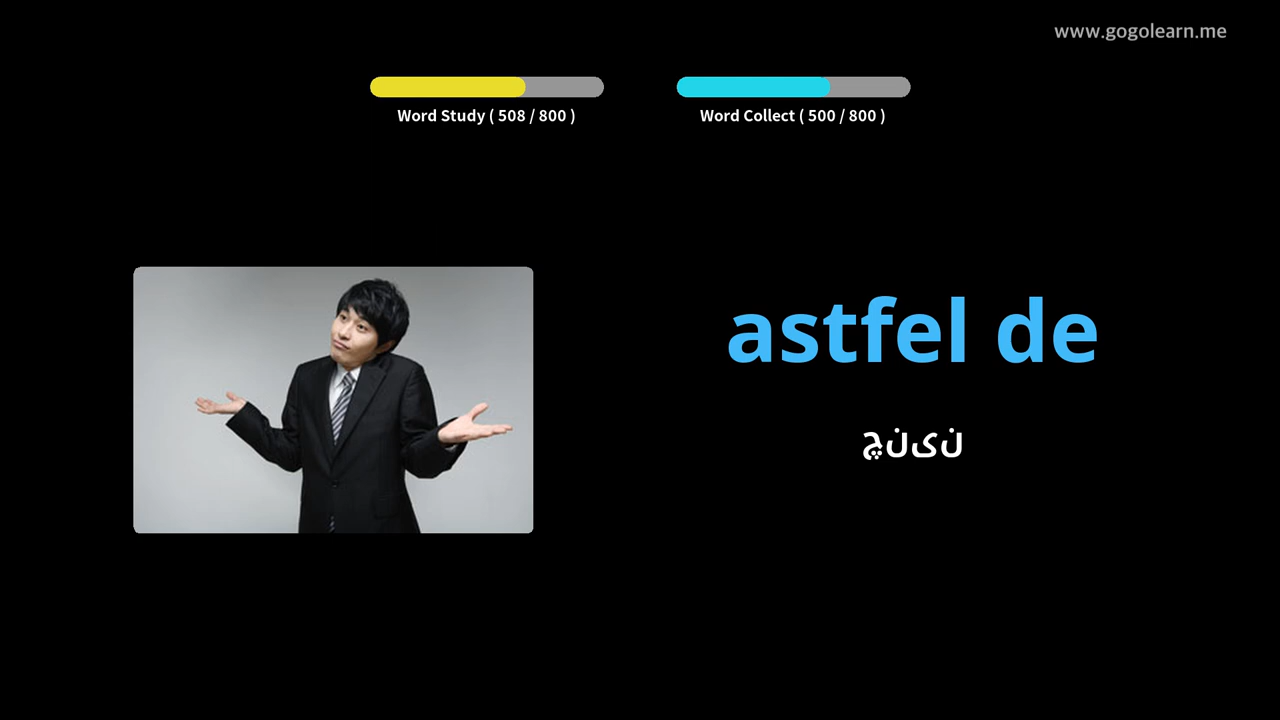 www.gogolearn.me
Word Study ( 508 / 800 )
Word Collect ( 500 / 800 )
astfel de
چنین